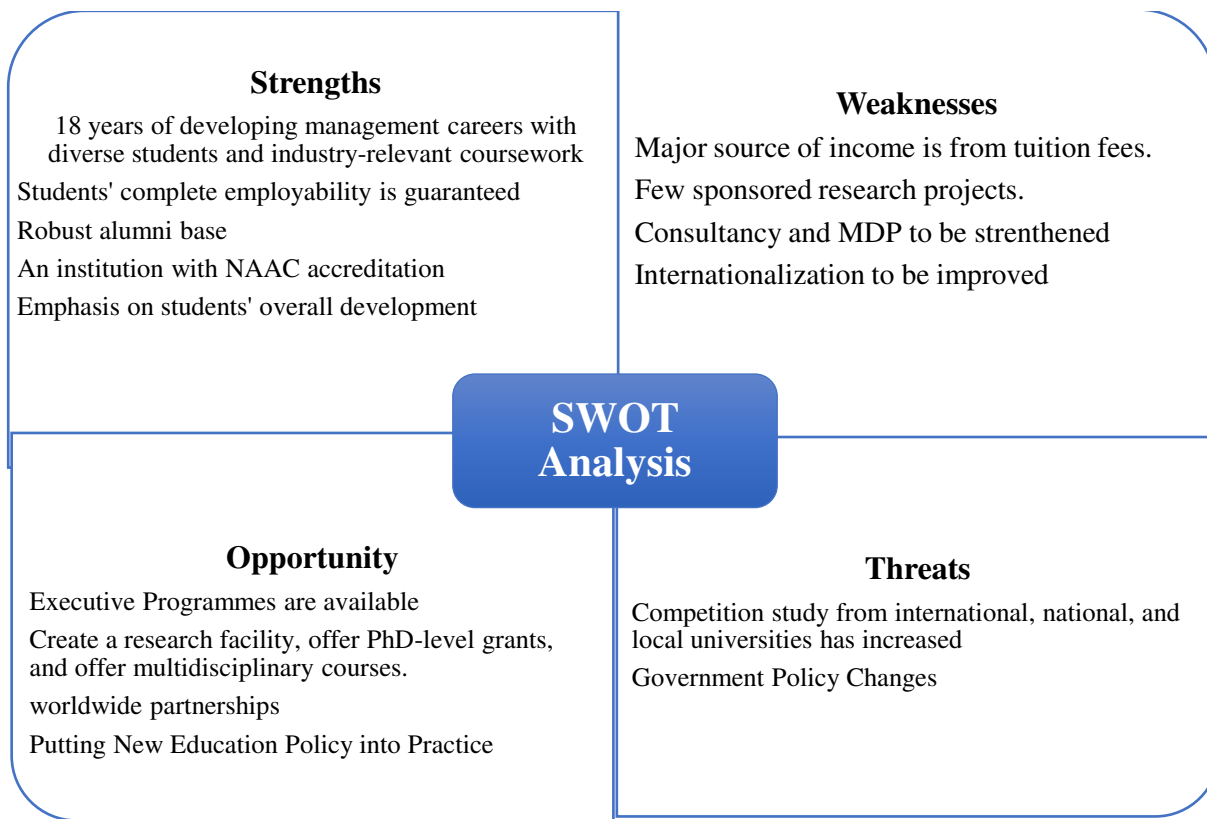 Strengths
18 years of developing management careers with
diverse students and industry-relevant coursework
Students' complete employability is guaranteed
Robust alumni base
An institution with NAAC accreditation
Emphasis on students' overall development
Weaknesses
Major source of income is from tuition fees.
Few sponsored research projects.
Consultancy and MDP to be strenthened
Internationalization to be improved
SWOT
Analysis
Opportunity
Executive Programmes are available
Create a research facility, offer PhD-level grants,
and offer multidisciplinary courses.
worldwide partnerships
Putting New Education Policy into Practice
Threats
Competition study from international, national, and
local universities has increased
Government Policy Changes